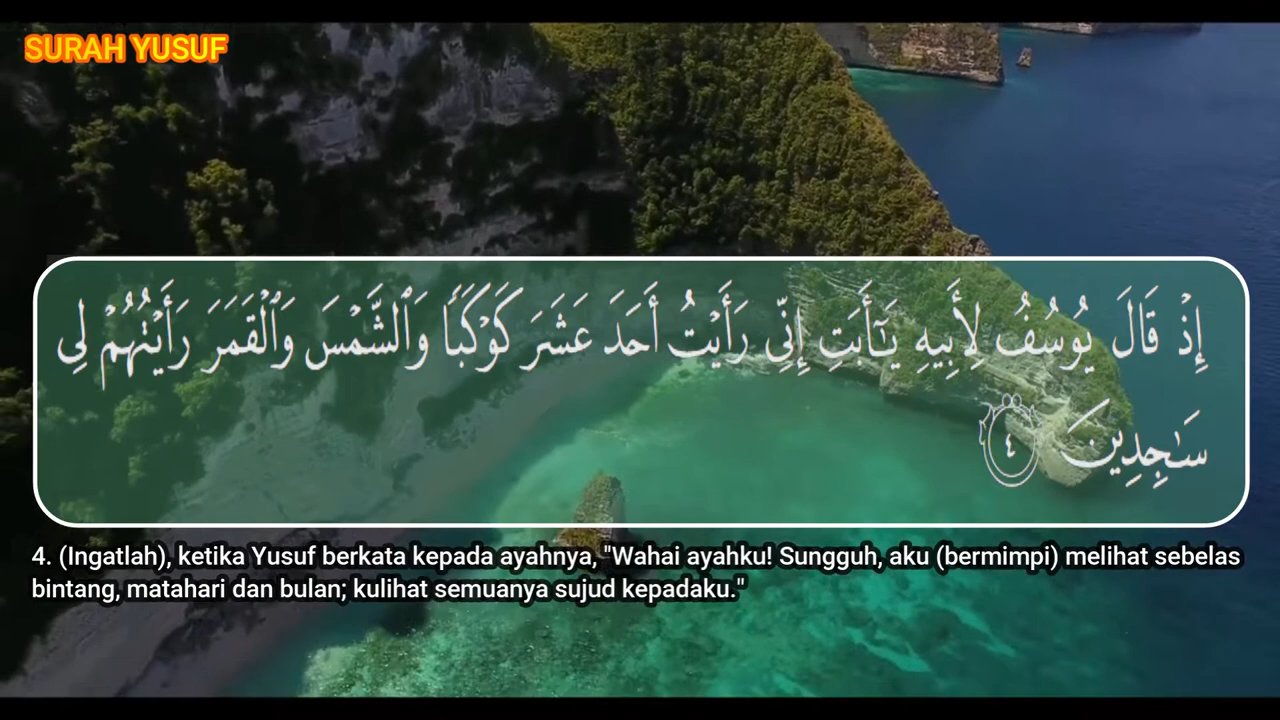 SURAH YUSUF
إِذْ قَالَ يُوسُفُ لِأَبِيهِ يَـٰٓأَبَتِ إِنِّى رَأَيْتُ أَحَدَ عَشَرَ كَوْكَبًا وَٱلشَّمْسَ وَٱلْقَمَرَ رَأَيْتُهُمْ لِى
سَـٰجِدِينَ ٤
4. (Ingatlah), ketika Yusuf berkata kepada ayahnya, "Wahai ayahku! Sungguh, aku (bermimpi) melihat sebelas
bintang, matahari dan bulan; kulihat semuanya sujud kepadaku."